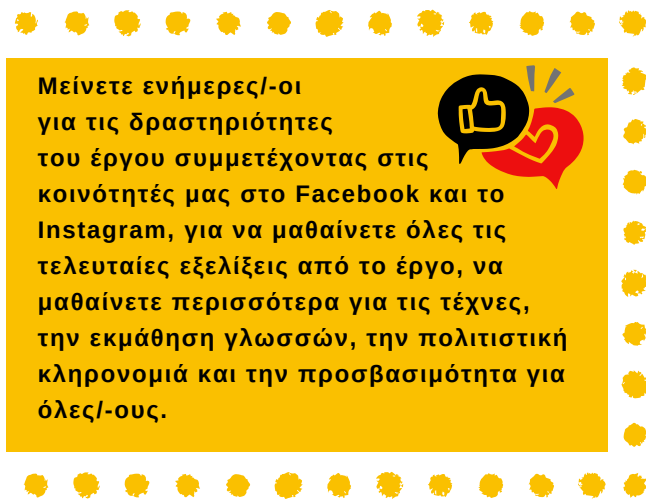 Μείνετε ενήμερες/-οι
για τις δραστηριότητες
του έργου συμμετέχοντας στις
κοινότητές μας στο Facebook και το
Instagram, για να μαθαίνετε όλες τις
τελευταίες εξελίξεις από το έργο, να
μαθαίνετε περισσότερα για τις τέχνες,
την εκμάθηση γλωσσών, την πολιτιστική
κληρονομιά και την προσβασιμότητα για
όλες/-ους.